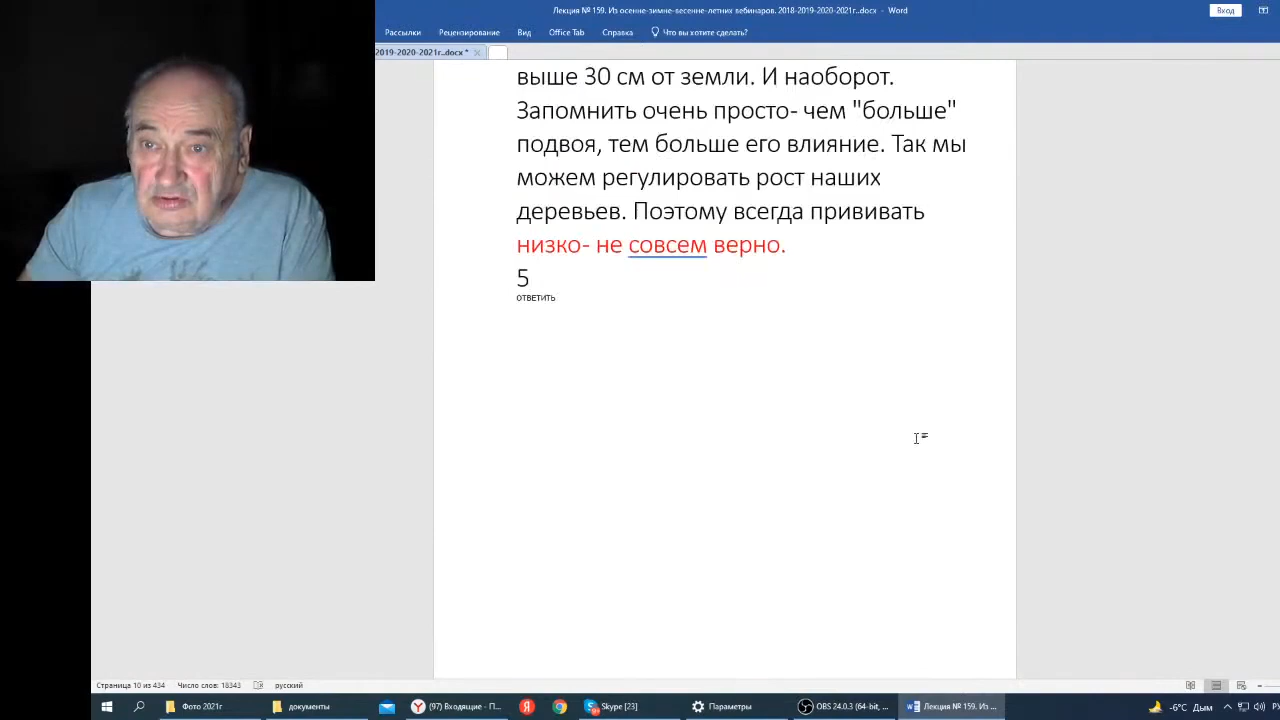 Лекция № 159. Из осенне-зимне-весенне-летних вебинаров. 2018-2019-2020-2021г..docx - Word
Вход
Рассылки Рецензирование Вид Office Tab Справка Что вы хотите сделать?
2019-2020-2021г..docx *
выше 30 см от земли. И наоборот.
Запомнить очень просто- чем "больше"
подвоя, тем больше его влияние. Так мы
можем регулировать рост наших
деревьев. Поэтому всегда прививать
низко- не совсем верно.
5
ОТВЕТИТЬ
Страница 10 из 434 Число слов: 18343 русский
Фото 2021г документы (97) Входящие - П... Skype [23] Параметры OBS 24.0.3 (64-bit, ... Лекция № 159. Из ... -6°C Дым